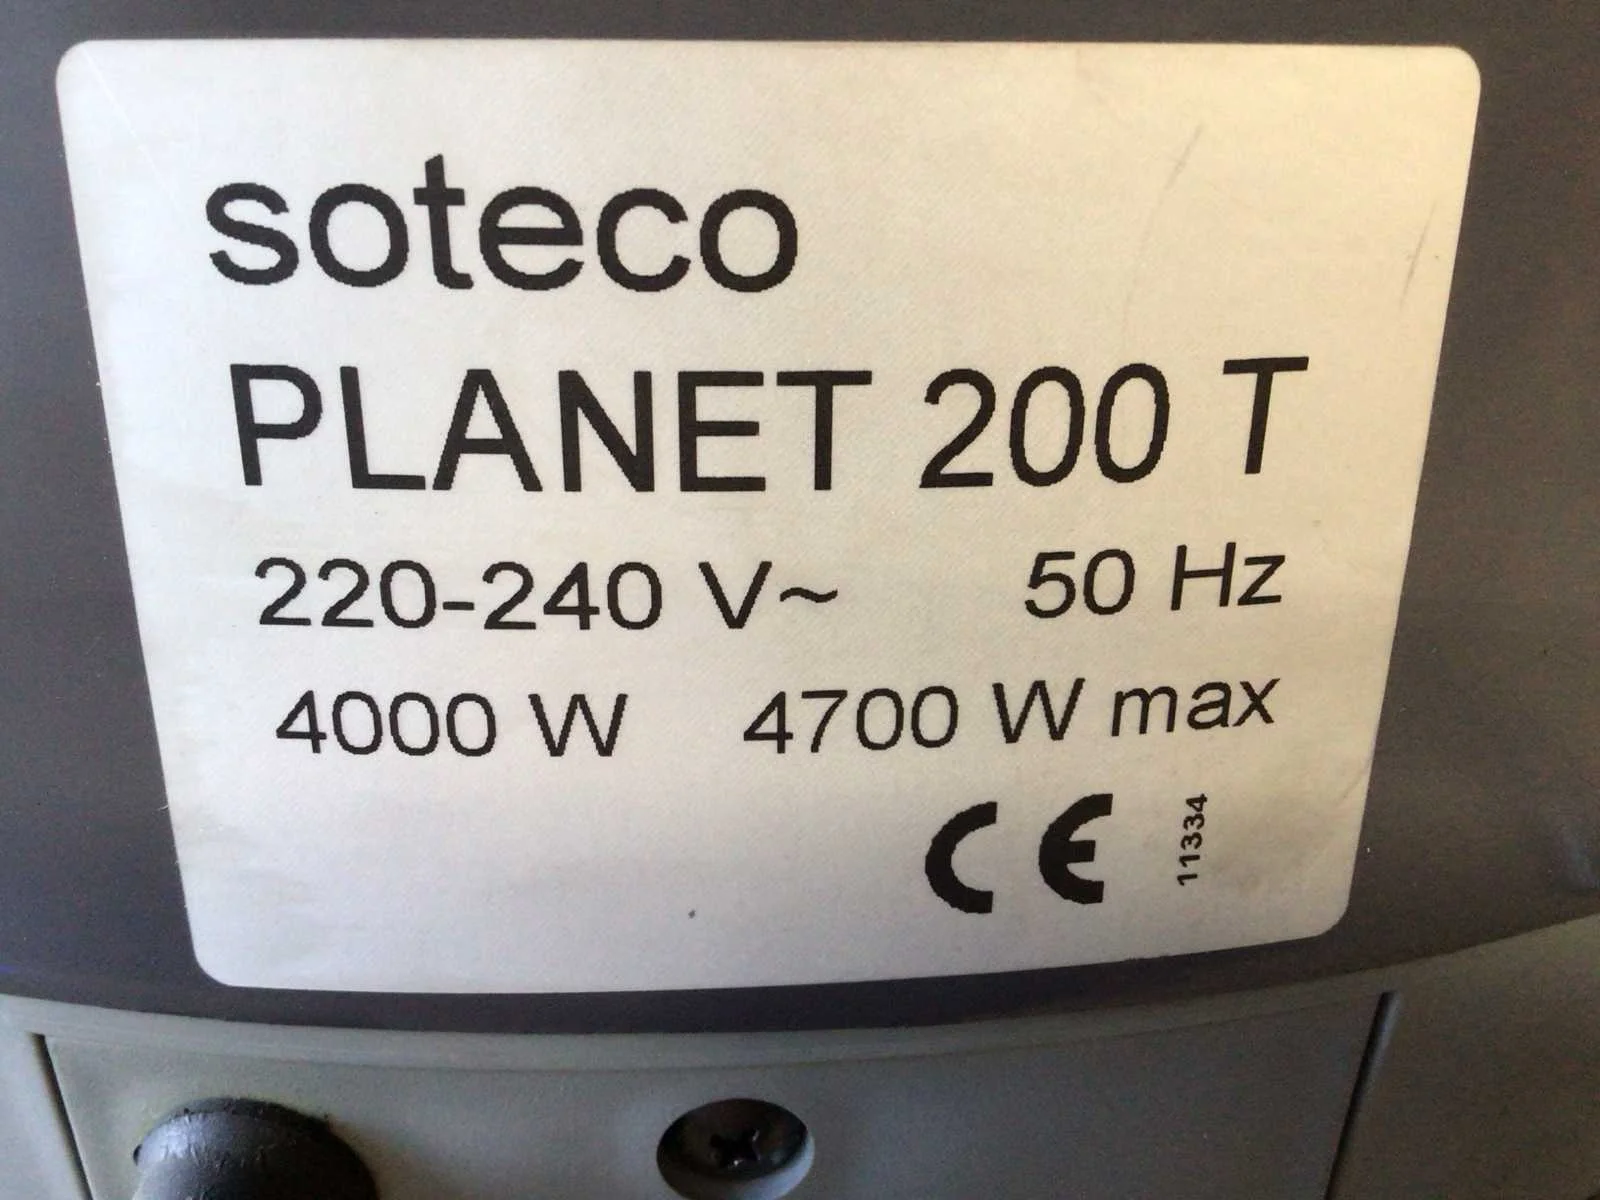 soteco
PLANET 200 T
220-240 V~ 50 Hz
4000 W 4700 W max
CE
11334